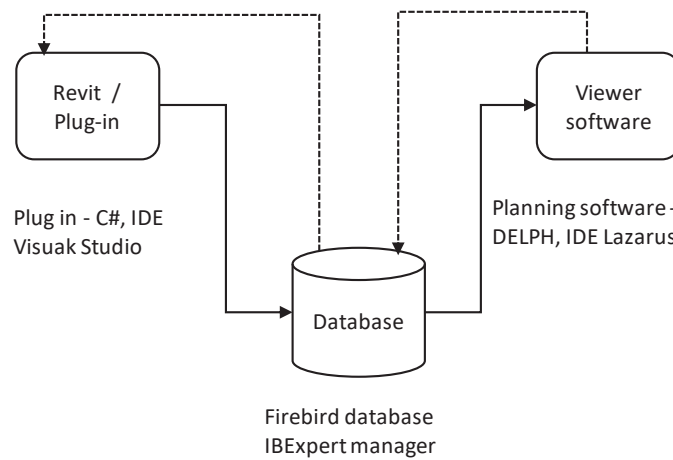 Revit /
Plug-in
Viewer
software
Plug in - C#, IDE
Visuak Studio
Planning software -
DELPH, IDE Lazarus
Database
Firebird database
IBExpert manager